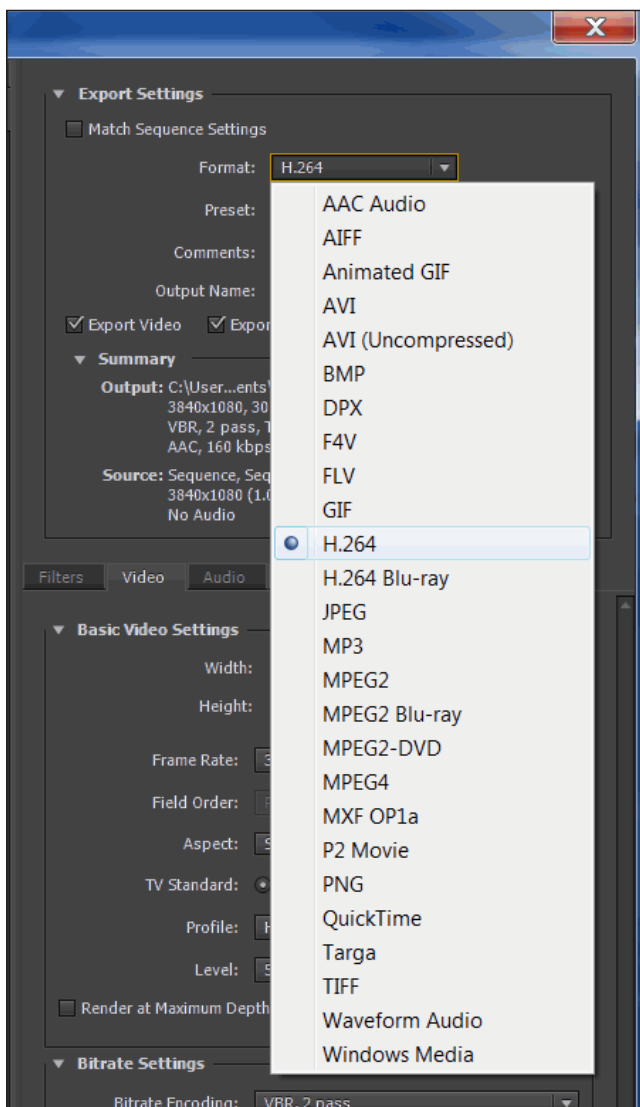 Export Settings
Match Sequence Settings
Format: H.264
Preset:
Comments:
Output Name:
Export Video
Summary
Output: C:\User...ents\
3840x1080, 30
VBR, 2 pass,
AAC, 160 kbps
Source: Sequence,
3840x1080
No Audio
AAC Audio
AIFF
Animated GIF
AVI
AVI (Uncompressed)
BMP
DPX
F4V
FLV
GIF
H.264
H.264 Blu-ray
JPEG
MP3
MPEG2
MPEG2 Blu-ray
MPEG2-DVD
MPEG4
MXF OP1a
P2 Movie
PNG
QuickTime
Targa
TIFF
Waveform Audio
Windows Media
Filters Video Audio
Basic Video Settings
Width:
Height:
Frame Rate:
Field Order:
Aspect:
TV Standard:
Profile:
Level:
Render at Maximum Depth
Bitrate Settings
Bitrate Encoding: VBR, 2 pass